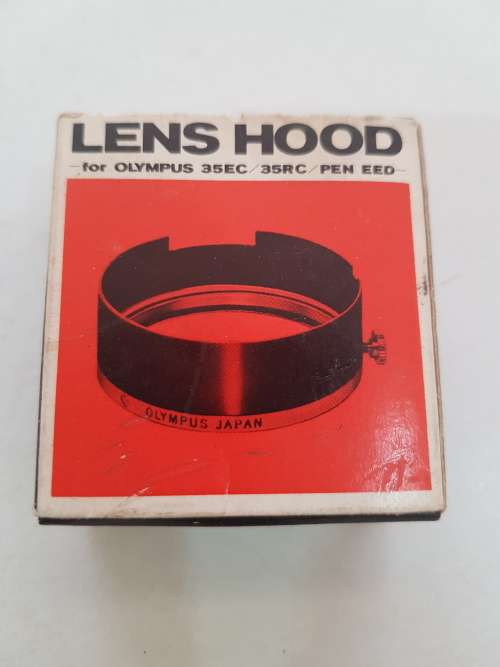 LENS HOOD
for OLYMPUS 35EC/35RC/PEN EED
OLYMPUS JAPAN